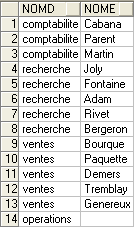 NOMD NOME
1 comptabilite Cabana
2 comptabilite Parent
3 comptabilite Martin
4 recherche Joly
5 recherche Fontaine
6 recherche Adam
7 recherche Rivet
8 recherche Bergeron
9 ventes Bourque
10 ventes Paquette
11 ventes Demers
12 ventes Tremblay
13 ventes Genereux
14 operations